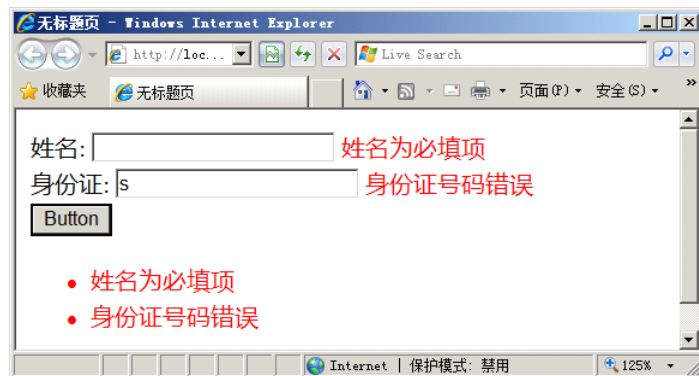 无标题页 - Windows Internet Explorer
http://loc... Live Search
收藏夹 无标题页 页面(P) 安全(S) »
姓名: 姓名为必填项
身份证: s 身份证号码错误
Button
• 姓名为必填项
• 身份证号码错误
Internet | 保护模式: 禁用 125%